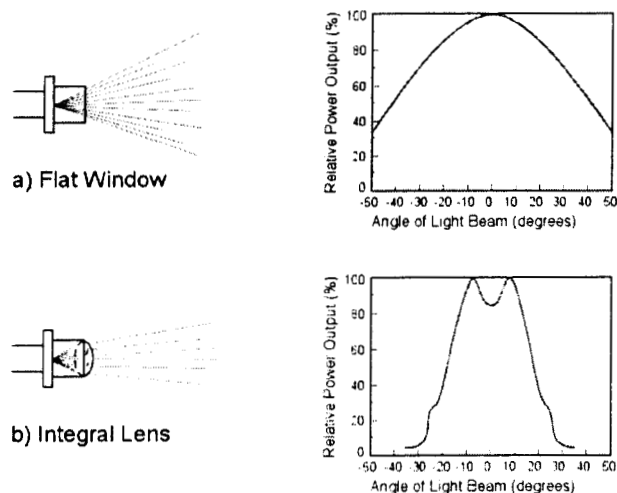 a) Flat Window
Relative Power Output (%)
100
80
60
40
20
0
-50 -40 -30 -20 -10 0 10 20 30 40 50
Angle of Light Beam (degrees)
b) Integral Lens
Relative Power Output (%)
100
80
60
40
20
0
-50 -40 -30 -20 -10 0 10 20 30 40 50
Angle of Light Beam (degrees)